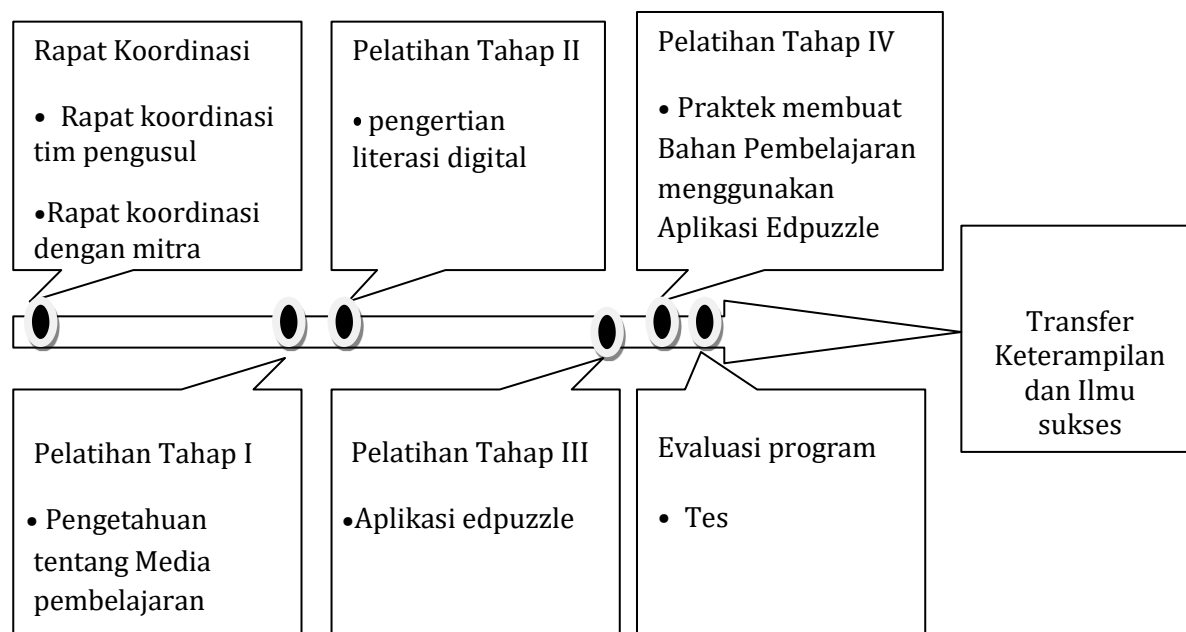 Rapat Koordinasi
• Rapat koordinasi
tim pengusul
•Rapat koordinasi
dengan mitra
Pelatihan Tahap II
• pengertian
literasi digital
Pelatihan Tahap IV
• Praktek membuat
Bahan Pembelajaran
menggunakan
Aplikasi Edpuzzle
Transfer
Keterampilan
dan Ilmu
sukses
Pelatihan Tahap I
• Pengetahuan
tentang Media
pembelajaran
Pelatihan Tahap III
•Aplikasi edpuzzle
Evaluasi program
• Tes